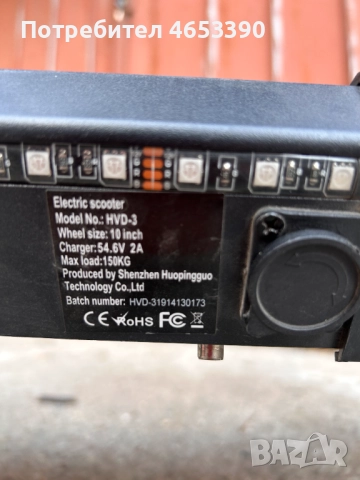 Потребител 4653390
Electric scooter
Model No.: HVD-3
Wheel size: 10 inch
Charger:54.6V 2A
Max load:150KG
Produced by Shenzhen Huopingguo
Technology Co.,Ltd
Batch number: HVD-31914130173
CE RoHS FC
BAZAR